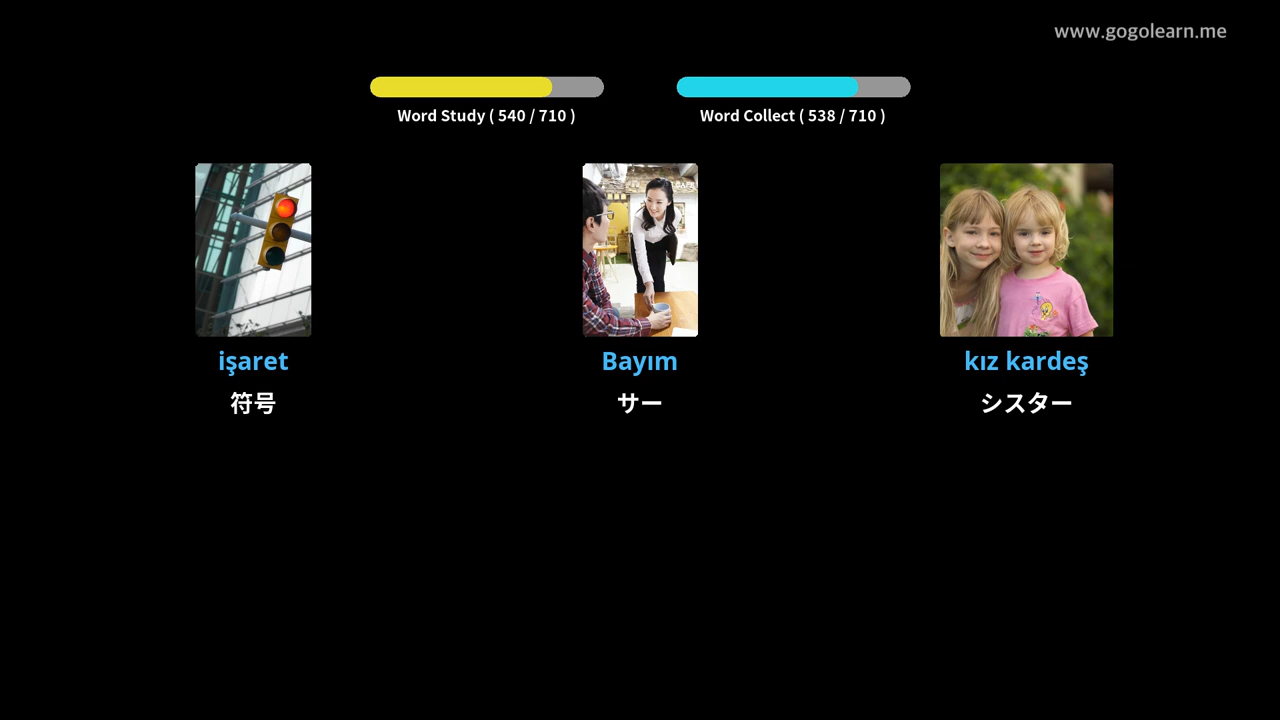 www.gogolearn.me
Word Study ( 540 / 710 )
Word Collect ( 538 / 710 )
işaret
Bayım
kız kardeş
符号
サー
シスター